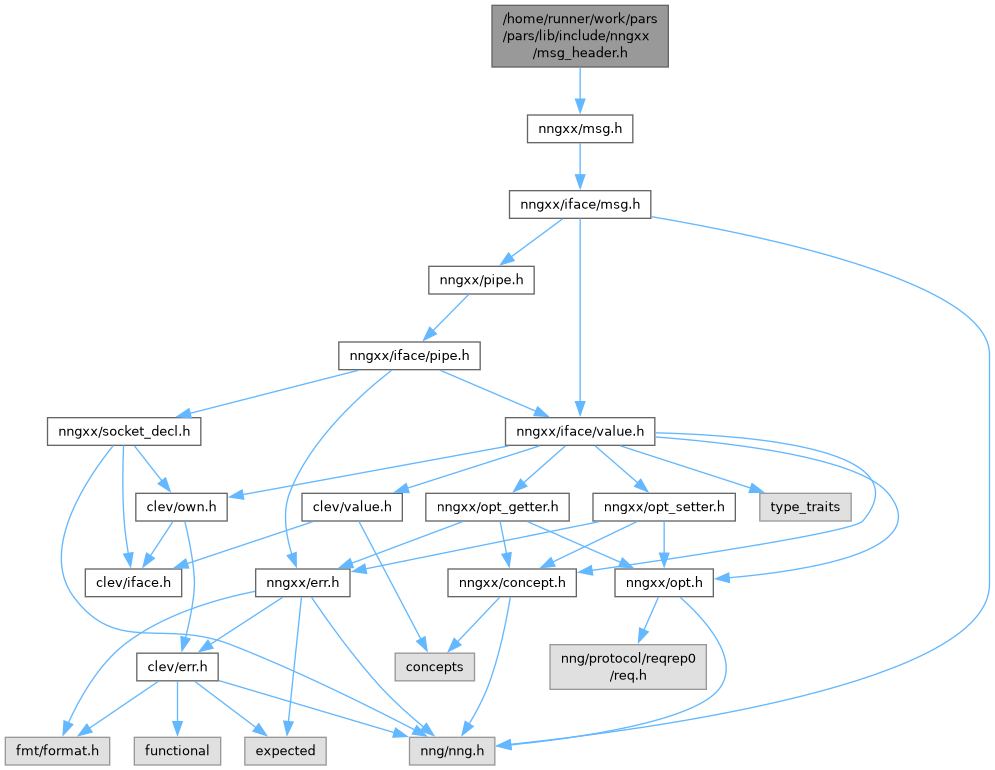 /home/runner/work/pars
/pars/lib/include/nngxx
/msg_header.h
nngxx/msg.h
nngxx/iface/msg.h
nngxx/pipe.h
nngxx/iface/pipe.h
nngxx/socket_decl.h
nngxx/iface/value.h
clev/own.h
clev/value.h
nngxx/opt_getter.h
nngxx/opt_setter.h
type_traits
clev/iface.h
nngxx/err.h
nngxx/concept.h
nngxx/opt.h
clev/err.h
concepts
nng/protocol/reqrep0
/req.h
fmt/format.h
functional
expected
nng/nng.h